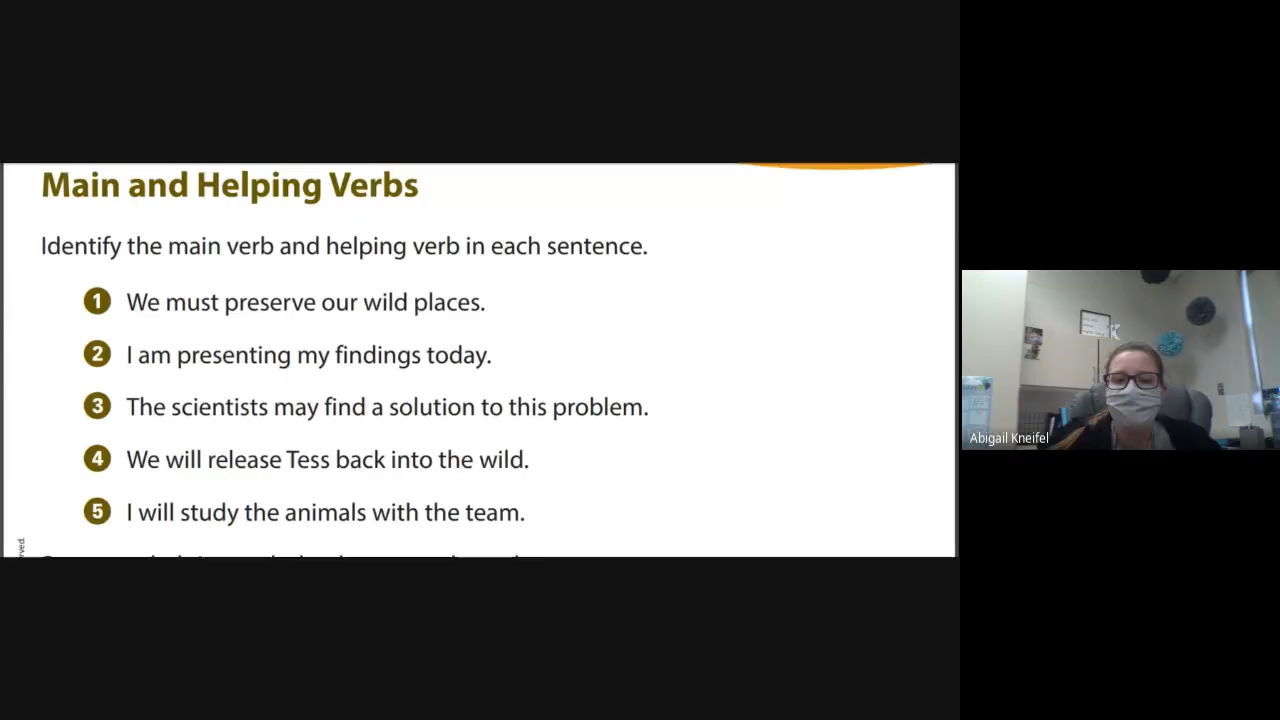 Main and Helping Verbs
Identify the main verb and helping verb in each sentence.
1 We must preserve our wild places.
2 I am presenting my findings today.
3 The scientists may find a solution to this problem.
4 We will release Tess back into the wild.
5 I will study the animals with the team.
Abigail Kneifel